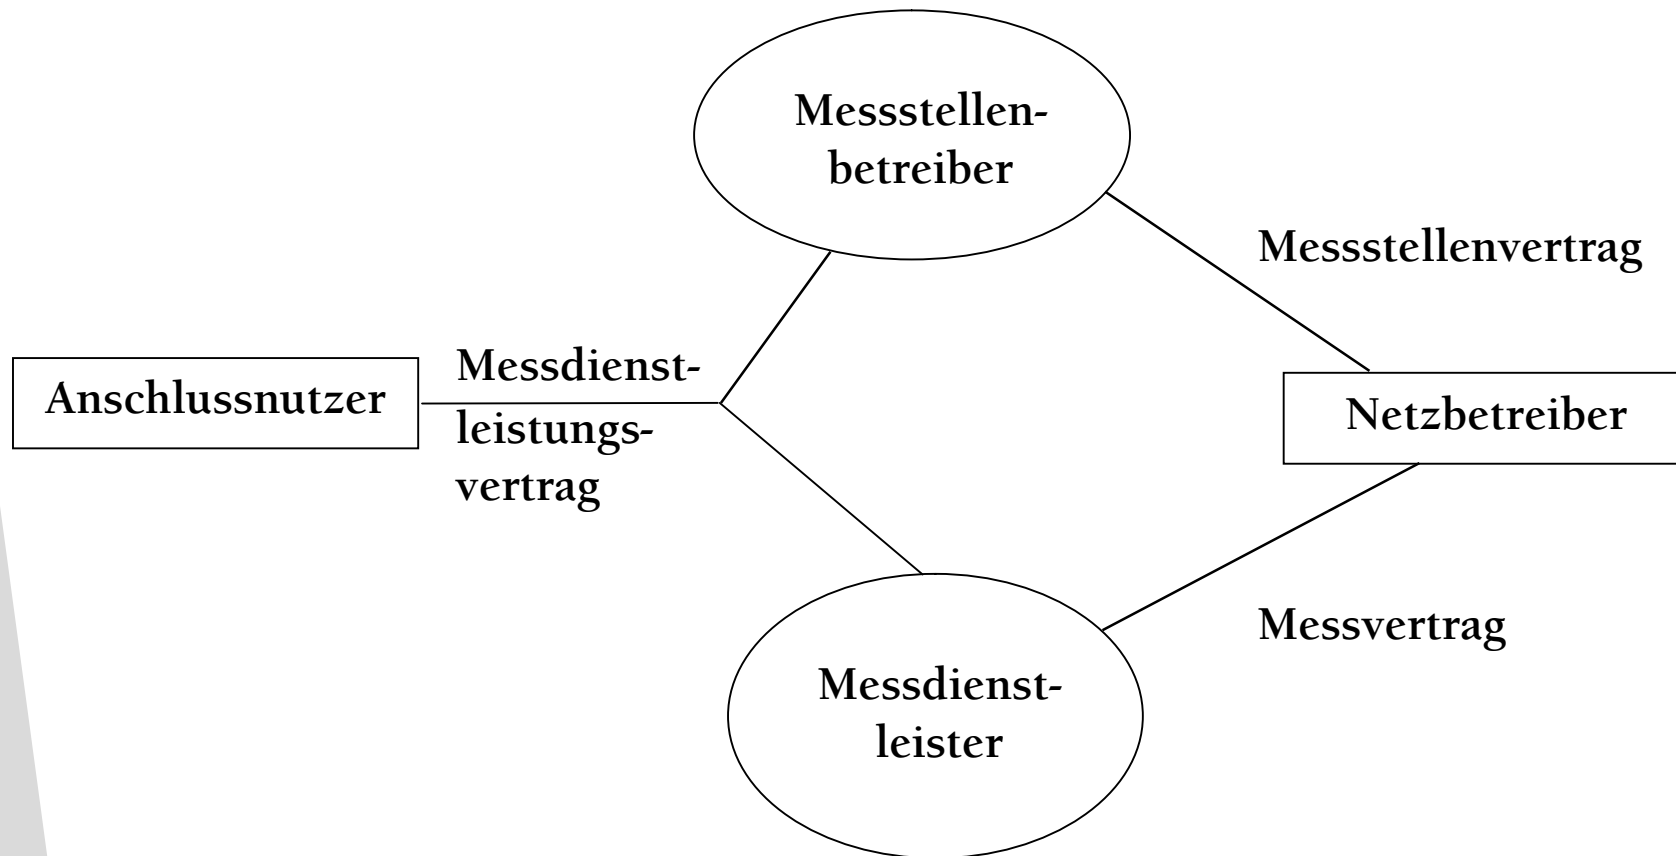 Messstellen-
betreiber
Messstellenvertrag
Anschlussnutzer
Messdienst-
leistungs-
vertrag
Netzbetreiber
Messvertrag
Messdienst-
leister